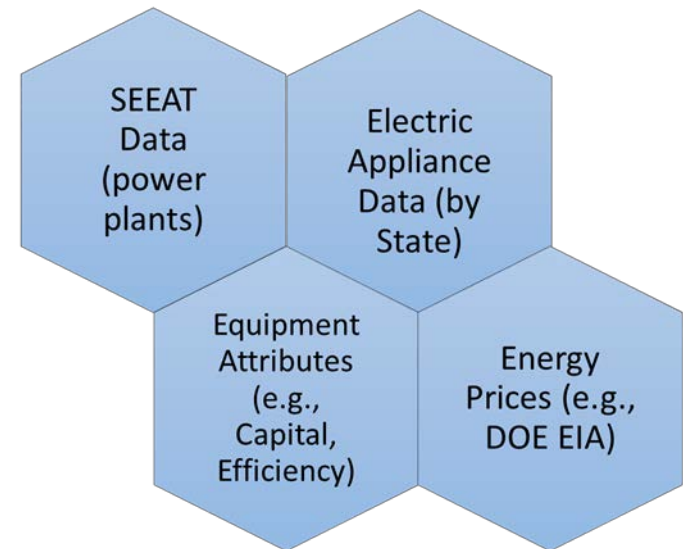 SEEAT
Data
(power
plants)
Electric
Appliance
Data (by
State)
Equipment
Attributes
(e.g.,
Capital,
Efficiency)
Energy
Prices (e.g.,
DOE EIA)